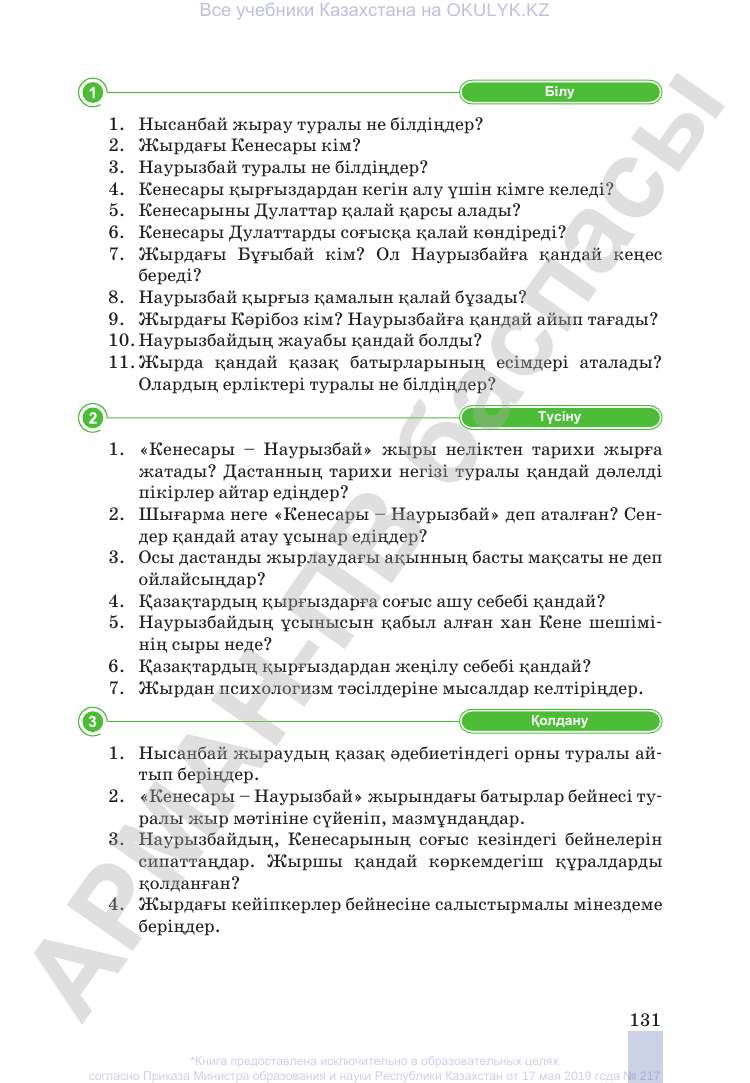 Все учебники Казахстана на OKULYK.KZ
1 Білу
1. Нысанбай жырау туралы не білдіңдер?
2. Жырдағы Кенесары кім?
3. Наурызбай туралы не білдіңдер?
4. Кенесары қырғыздардан кегін алу үшін кімге келеді?
5. Кенесарыны Дулаттар қалай қарсы алады?
6. Кенесары Дулаттарды соғысқа қалай көндіреді?
7. Жырдағы Бұғыбай кім? Ол Наурызбайға қандай кеңес
береді?
8. Наурызбай қырғыз қамалын қалай бұзады?
9. Жырдағы Кәрібоз кім? Наурызбайға қандай айып тағады?
10. Наурызбайдың жауабы қандай болды?
11. Жырда қандай қазақ батырларының есімдері аталады?
Олардың ерліктері туралы не білдіңдер?
2 Түсіну
1. «Кенесары – Наурызбай» жыры неліктен тарихи жырға
жатады? Дастанның тарихи негізі туралы қандай дәлелді
пікірлер айтар едіңдер?
2. Шығарма неге «Кенесары – Наурызбай» деп аталған? Сен-
дер қандай атау ұсынар едіңдер?
3. Осы дастанды жырлаудағы ақынның басты мақсаты не деп
ойлайсыңдар?
4. Қазақтардың қырғыздарға соғыс ашу себебі қандай?
5. Наурызбайдың ұсынысын қабыл алған хан Кене шешімі-
нің сыры неде?
6. Қазақтардың қырғыздардан жеңілу себебі қандай?
7. Жырдан психологизм тәсілдеріне мысалдар келтіріңдер.
3 Қолдану
1. Нысанбай жыраудың қазақ әдебиетіндегі орны туралы ай-
тып беріңдер.
2. «Кенесары – Наурызбай» жырындағы батырлар бейнесі ту-
ралы жыр мәтініне сүйеніп, мазмұндаңдар.
3. Наурызбайдың, Кенесарының соғыс кезіндегі бейнелерін
сипаттаңдар. Жыршы қандай көркемдегіш құралдарды
қолданған?
4. Жырдағы кейіпкерлер бейнесіне салыстырмалы мінездеме
беріңдер.
АРМАН-ПВ баспасы
131
*Книга предоставлена исключительно в образовательных целях
согласно Приказа Министра образования и науки Республики Казахстан от 17 мая 2019 года № 217